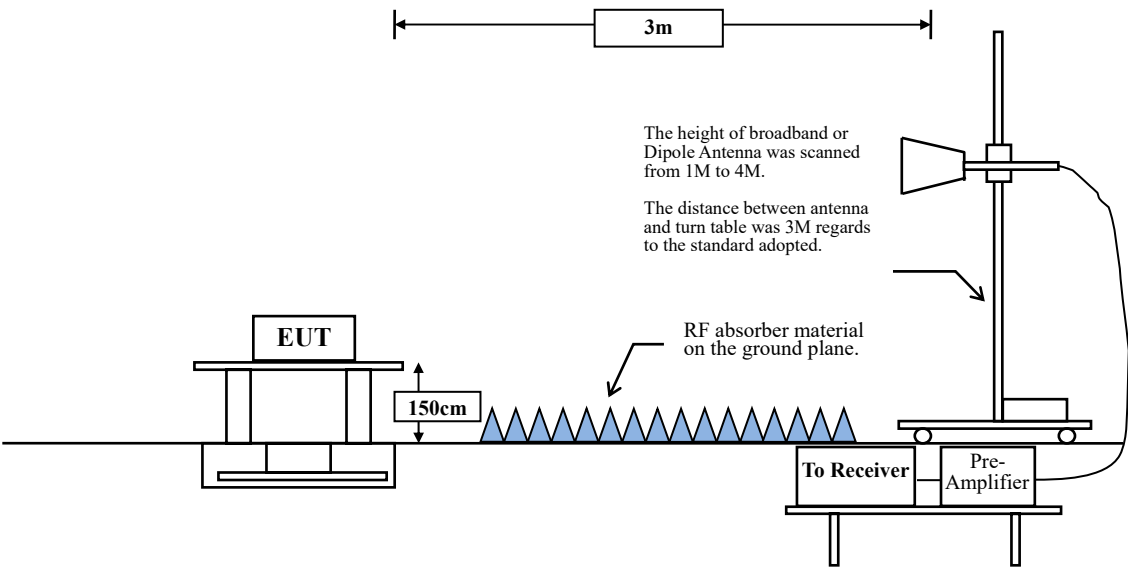 3m
The height of broadband or
Dipole Antenna was scanned
from 1M to 4M.
The distance between antenna
and turn table was 3M regards
to the standard adopted.
EUT
RF absorber material
on the ground plane.
150cm
To Receiver
Pre-
Amplifier